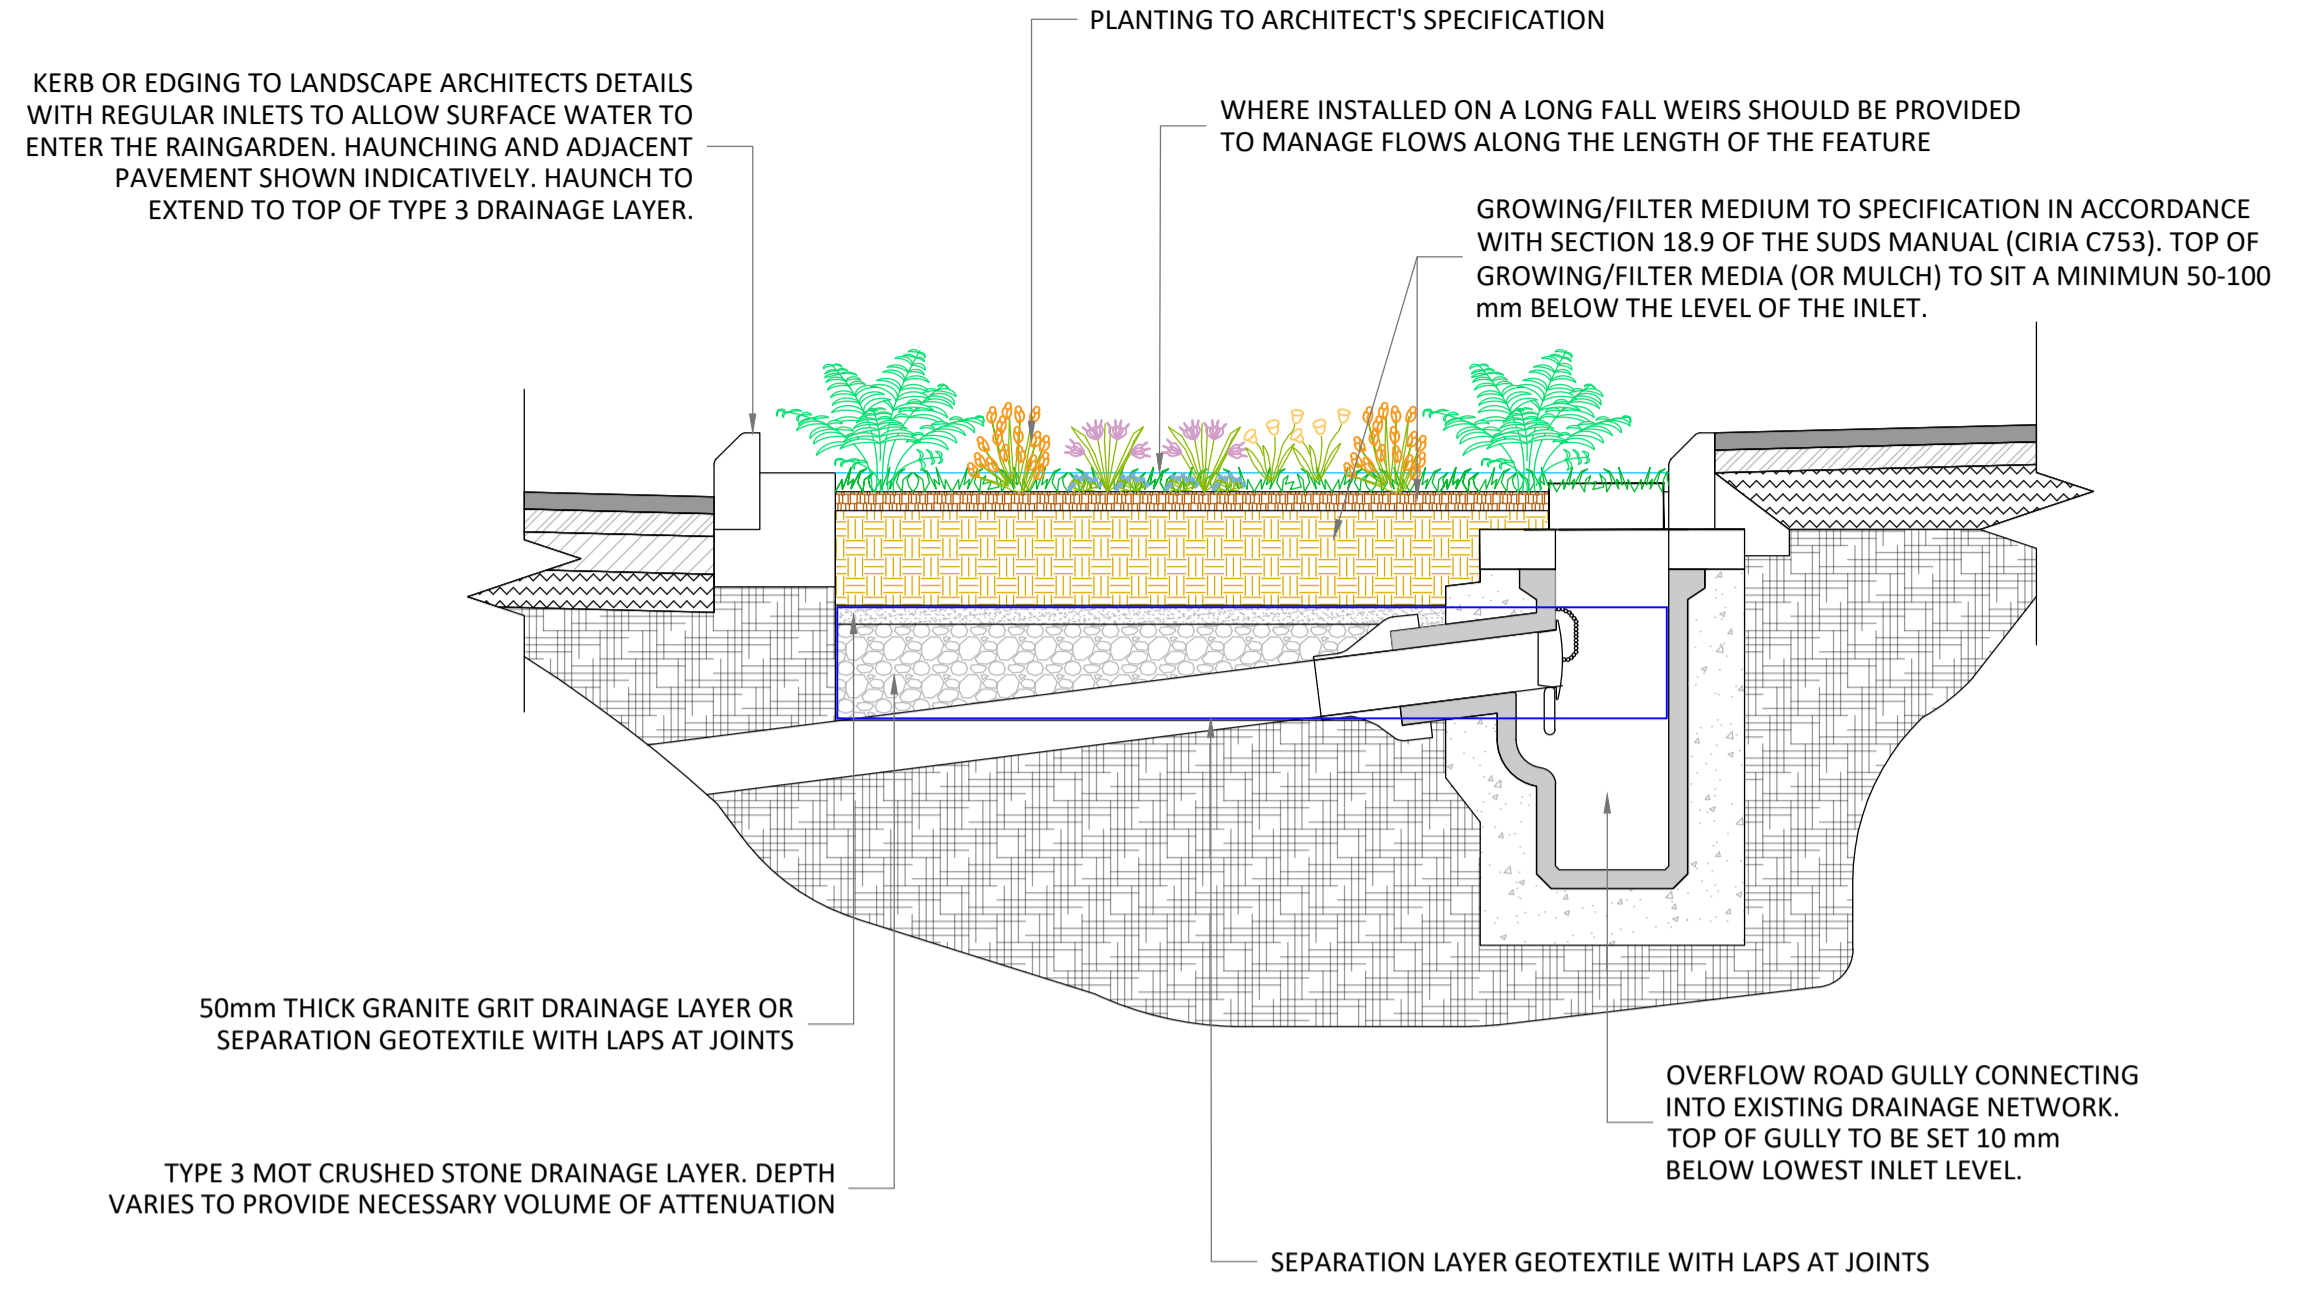 PLANTING TO ARCHITECT'S SPECIFICATION
KERB OR EDGING TO LANDSCAPE ARCHITECTS DETAILS
WITH REGULAR INLETS TO ALLOW SURFACE WATER TO
ENTER THE RAINGARDEN. HAUNCHING AND ADJACENT
PAVEMENT SHOWN INDICATIVELY. HAUNCH TO
EXTEND TO TOP OF TYPE 3 DRAINAGE LAYER.
WHERE INSTALLED ON A LONG FALL WEIRS SHOULD BE PROVIDED
TO MANAGE FLOWS ALONG THE LENGTH OF THE FEATURE
GROWING/FILTER MEDIUM TO SPECIFICATION IN ACCORDANCE
WITH SECTION 18.9 OF THE SUDS MANUAL (CIRIA C753). TOP OF
GROWING/FILTER MEDIA (OR MULCH) TO SIT A MINIMUN 50-100
mm BELOW THE LEVEL OF THE INLET.
50mm THICK GRANITE GRIT DRAINAGE LAYER OR
SEPARATION GEOTEXTILE WITH LAPS AT JOINTS
OVERFLOW ROAD GULLY CONNECTING
INTO EXISTING DRAINAGE NETWORK.
TOP OF GULLY TO BE SET 10 mm
BELOW LOWEST INLET LEVEL.
TYPE 3 MOT CRUSHED STONE DRAINAGE LAYER. DEPTH
VARIES TO PROVIDE NECESSARY VOLUME OF ATTENUATION
SEPARATION LAYER GEOTEXTILE WITH LAPS AT JOINTS